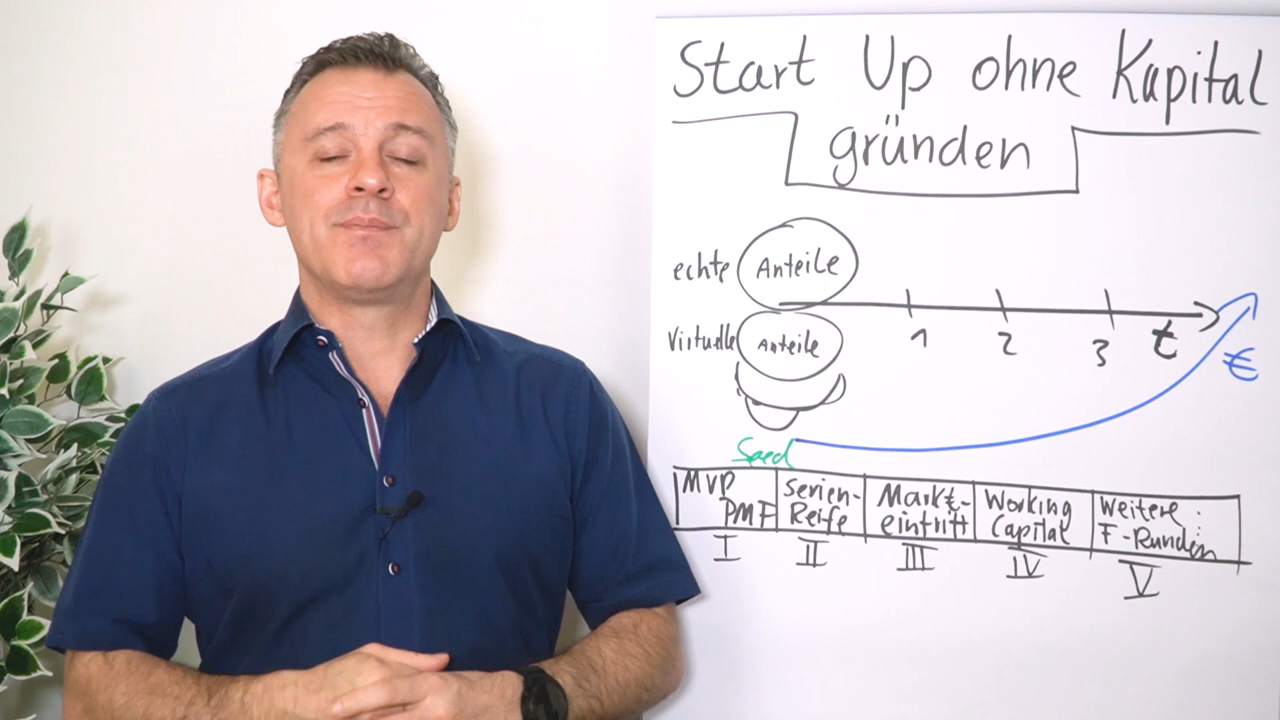 Start Up ohne Kapital
gründen
echte Anteile
Virtuelle Anteile
1 2 3 t
€
Seed
MVP
PMF
Serien-
Reife
Markt-
eintritt
Working
Capital
Weitere
F-Runden
I II III IV V